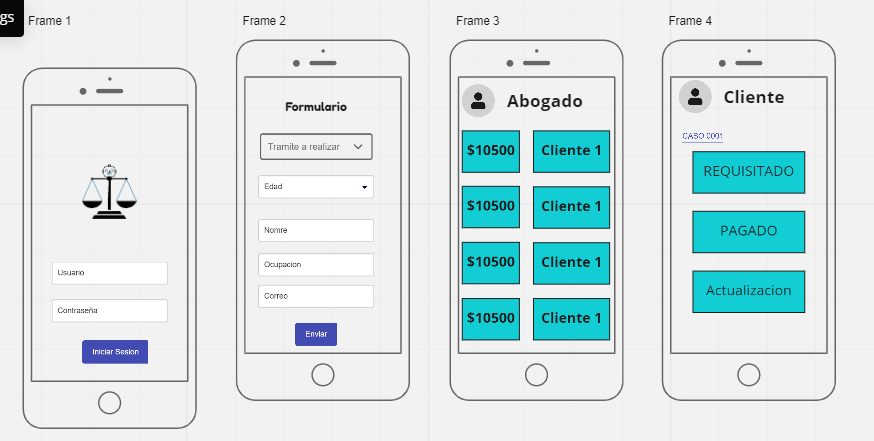 gs
Frame 1
Frame 2
Frame 3
Frame 4
Usuario
Contraseña
Iniciar Sesion
Formulario
Tramite a realizar
Edad
Nomre
Ocupacion
Correo
Enviar
Abogado
$10500 Cliente 1
$10500 Cliente 1
$10500 Cliente 1
$10500 Cliente 1
Cliente
CASO 0001
REQUISITADO
PAGADO
Actualizacion